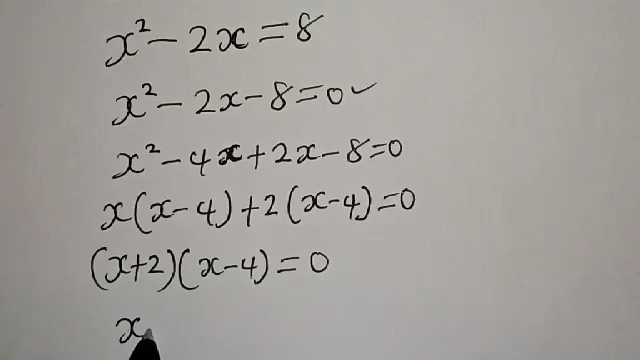 x² - 2x = 8
x² - 2x - 8 = 0 ✓
x² - 4x + 2x - 8 = 0
x(x - 4) + 2(x - 4) = 0
(x + 2)(x - 4) = 0
x